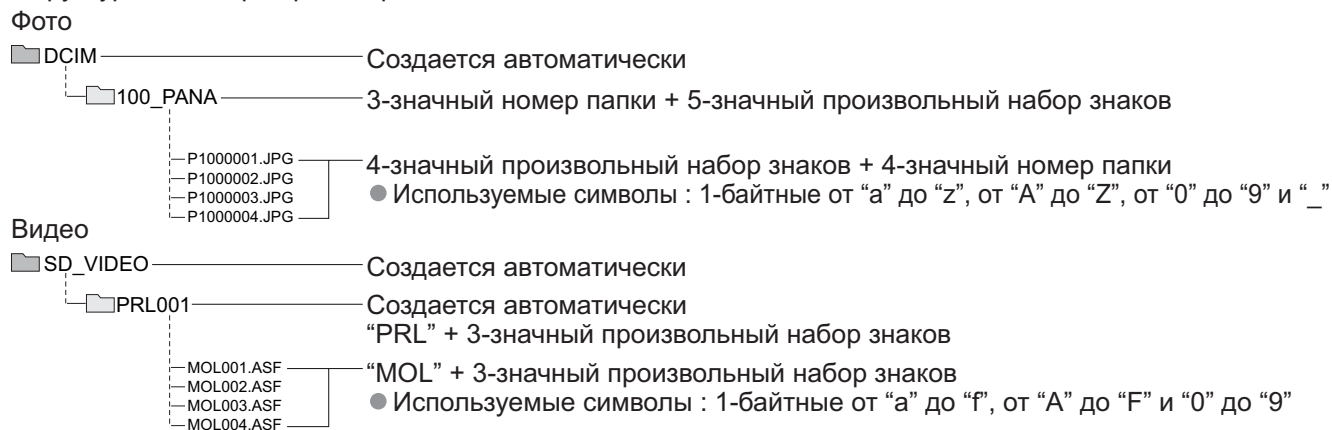 Фото
DCIM Создается автоматически
100_PANA 3-значный номер папки + 5-значный произвольный набор знаков
P1000001.JPG 4-значный произвольный набор знаков + 4-значный номер папки
P1000002.JPG ● Используемые символы : 1-байтные от “a” до “z”, от “A” до “Z”, от “0” до “9” и “_”
P1000003.JPG
P1000004.JPG
Видео
SD_VIDEO Создается автоматически
PRL001 Создается автоматически
“PRL” + 3-значный произвольный набор знаков
MOL001.ASF “MOL” + 3-значный произвольный набор знаков
MOL002.ASF ● Используемые символы : 1-байтные от “a” до “f”, от “A” до “F” и “0” до “9”
MOL003.ASF
MOL004.ASF